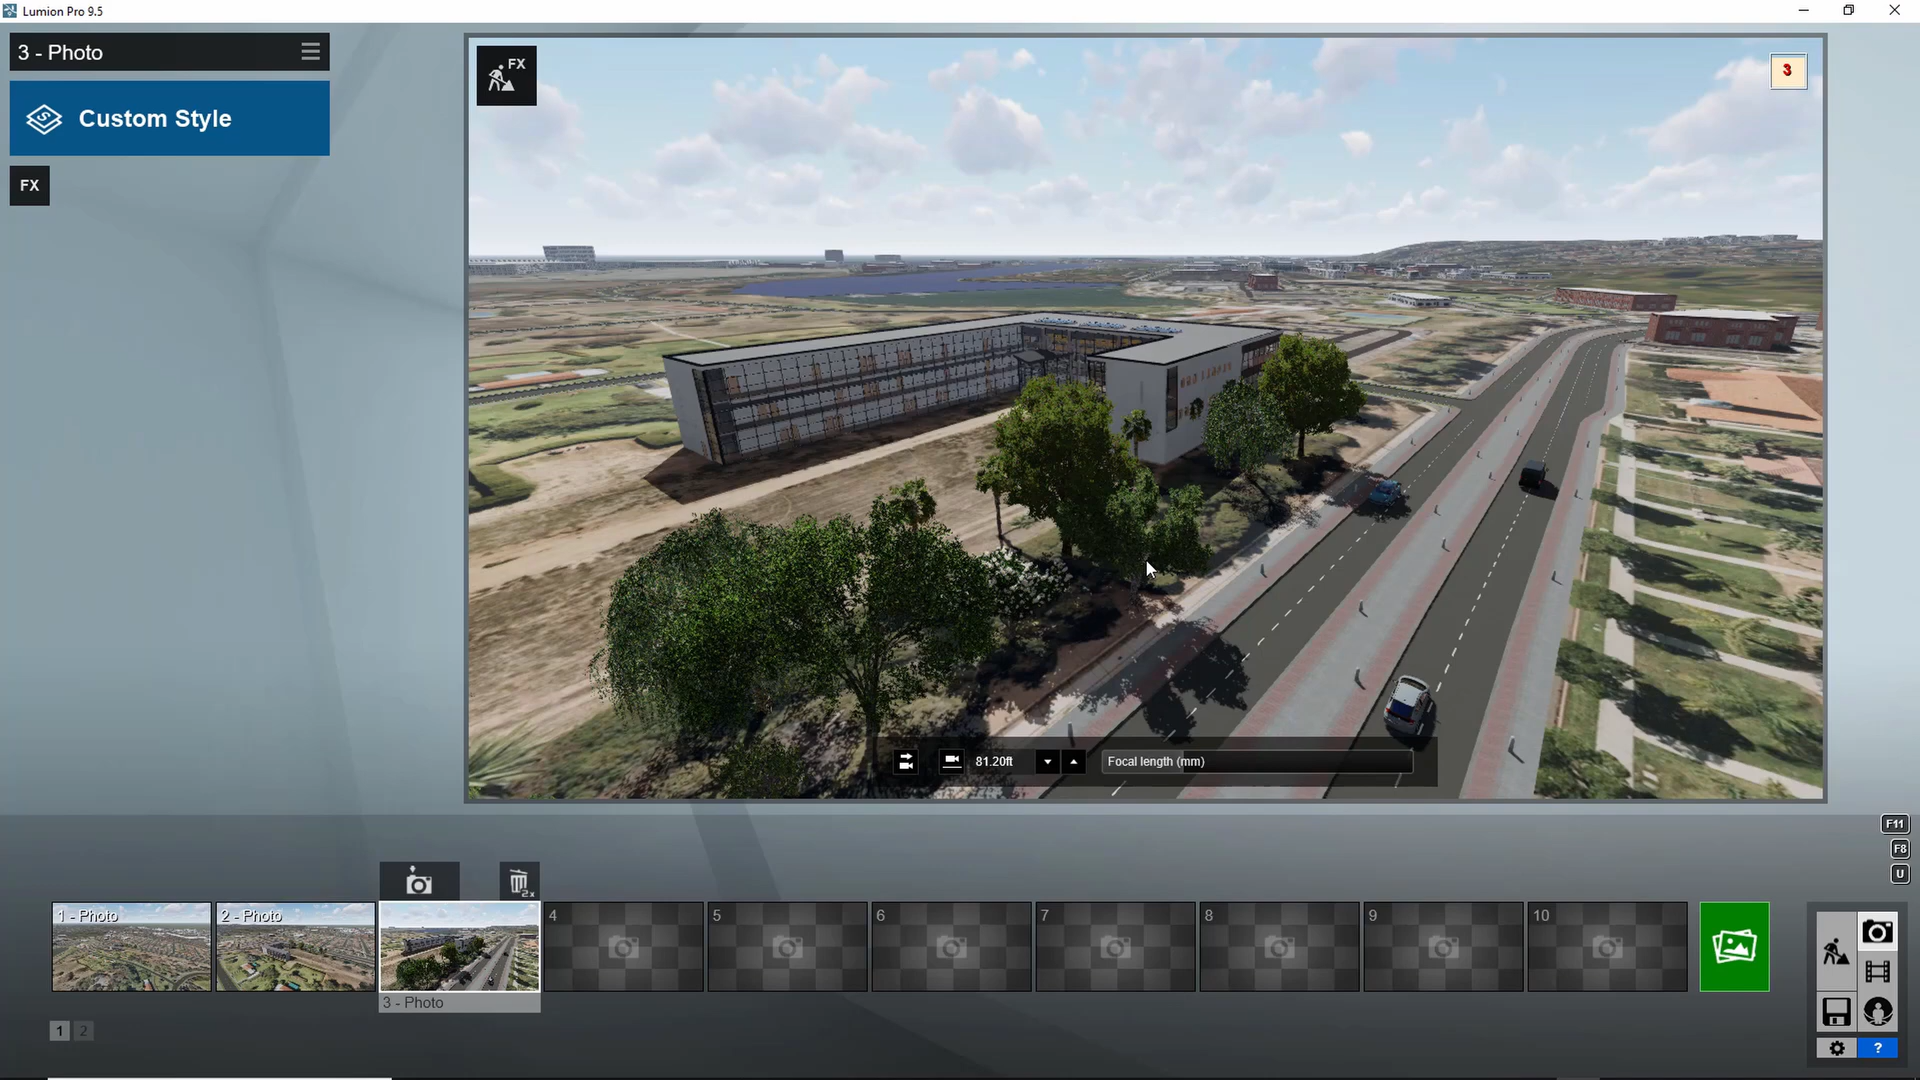 Lumion Pro 9.5
3 - Photo
Custom Style
FX
FX
3
81.20ft
Focal length (mm)
F11
F8
U
2x
1 - Photo
2 - Photo
4
5
6
7
8
9
10
3 - Photo
1
2
?